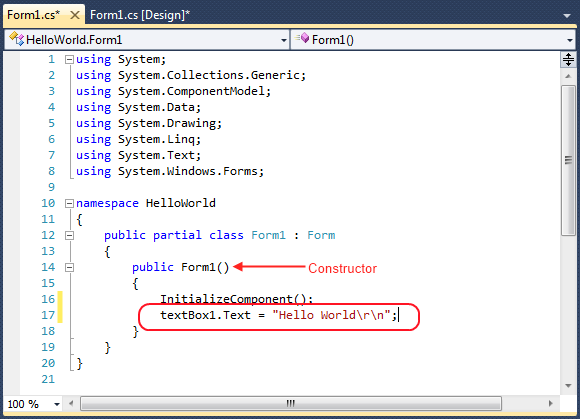 Form1.cs* Form1.cs [Design]*
HelloWorld.Form1 Form1()
1 using System;
2 using System.Collections.Generic;
3 using System.ComponentModel;
4 using System.Data;
5 using System.Drawing;
6 using System.Linq;
7 using System.Text;
8 using System.Windows.Forms;
9
10 namespace HelloWorld
11 {
12 public partial class Form1 : Form
13 {
14 public Form1() Constructor
15 {
16 InitializeComponent();
17 textBox1.Text = "Hello World\r\n";
18 }
19 }
20 }
21
100 %